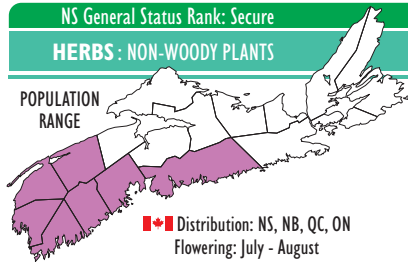 NS General Status Rank: Secure
HERBS : NON-WOODY PLANTS
POPULATION
RANGE
Distribution: NS, NB, QC, ON
Flowering: July - August